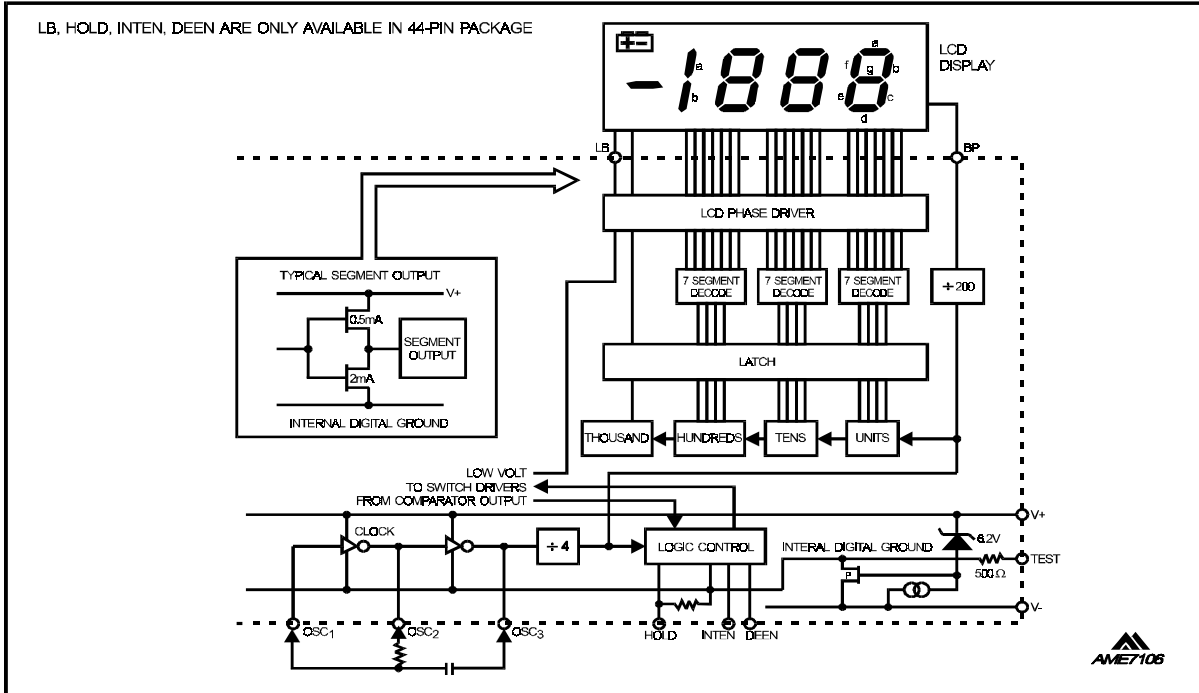 LB, HOLD, INTEN, DEEN ARE ONLY AVAILABLE IN 44-PIN PACKAGE
-1888
a
b
a
f
g
b
e
c
d
LCD
DISPLAY
LB
BP
LCD PHASE DRIVER
TYPICAL SEGMENT OUTPUT
V+
0.5mA
SEGMENT
OUTPUT
2mA
INTERNAL DIGITAL GROUND
7 SEGMENT
DECODE
7 SEGMENT
DECODE
7 SEGMENT
DECODE
÷200
LATCH
THOUSAND
HUNDREDS
TENS
UNITS
LOW VOLT
TO SWITCH DRIVERS
FROM COMPARATOR OUTPUT
V+
CLOCK
÷4
LOGIC CONTROL
INTERAL DIGITAL GROUND
6.2V
TEST
500Ω
P
V-
OSC1
OSC2
OSC3
HOLD
INTEN
DEEN
AME7106